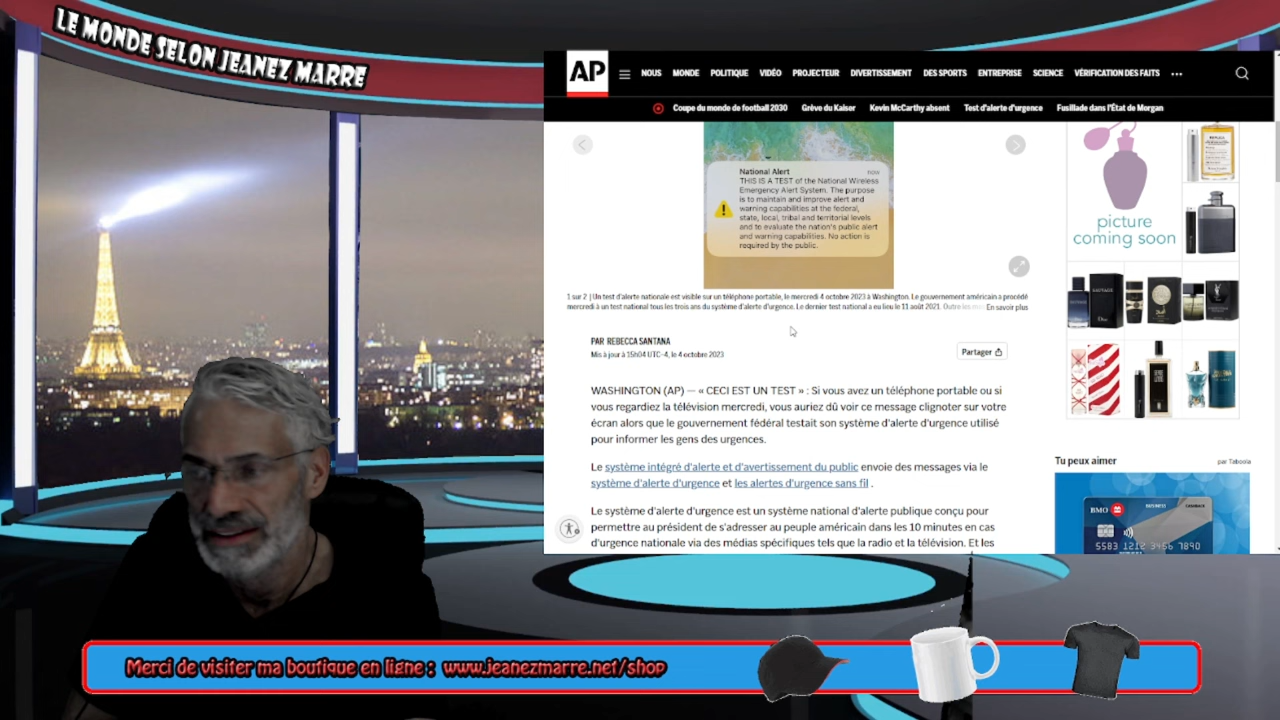 LE MONDE SELON JEANEZ MARRE
AP
NOUS MONDE POLITIQUE VIDÉO PROJECTEUR DIVERTISSEMENT DES SPORTS ENTREPRISE SCIENCE VÉRIFICATION DES FAITS
Coupe du monde de football 2030 Grève du Kaiser Kevin McCarthy absent Test d'alerte d'urgence Fusillade dans l'État de Morgan
National Alert now
THIS IS A TEST of the National Wireless
Emergency Alert System. The purpose
is to maintain and improve alert and
warning capabilities at the federal,
state, local, tribal and territorial levels
and to evaluate the nation's public alert
and warning capabilities. No action is
required by the public.
picture
coming soon
1 sur 2 | Un test d'alerte nationale est visible sur un téléphone portable, le mercredi 4 octobre 2023 à Washington. Le gouvernement américain a procédé
mercredi à un test national tous les trois ans du système d'alerte d'urgence. Le dernier test national a eu lieu le 11 août 2021. Outre les En savoir plus
PAR REBECCA SANTANA
Mis à jour à 15h04 UTC-4, le 4 octobre 2023
Partager
WASHINGTON (AP) — « CECI EST UN TEST » : Si vous avez un téléphone portable ou si
vous regardiez la télévision mercredi, vous auriez dû voir ce message clignoter sur votre
écran alors que le gouvernement fédéral testait son système d'alerte d'urgence utilisé
pour informer les gens des urgences.
Le système intégré d'alerte et d'avertissement du public envoie des messages via le
système d'alerte d'urgence et les alertes d'urgence sans fil .
Le système d'alerte d'urgence est un système national d'alerte publique conçu pour
permettre au président de s'adresser au peuple américain dans les 10 minutes en cas
d'urgence nationale via des médias spécifiques tels que la radio et la télévision. Et les
Tu peux aimer par Taboola
BMO BUSINESS CASHBACK
5583 1212 3456 7890
Merci de visiter ma boutique en ligne : www.jeanezmarre.net/shop